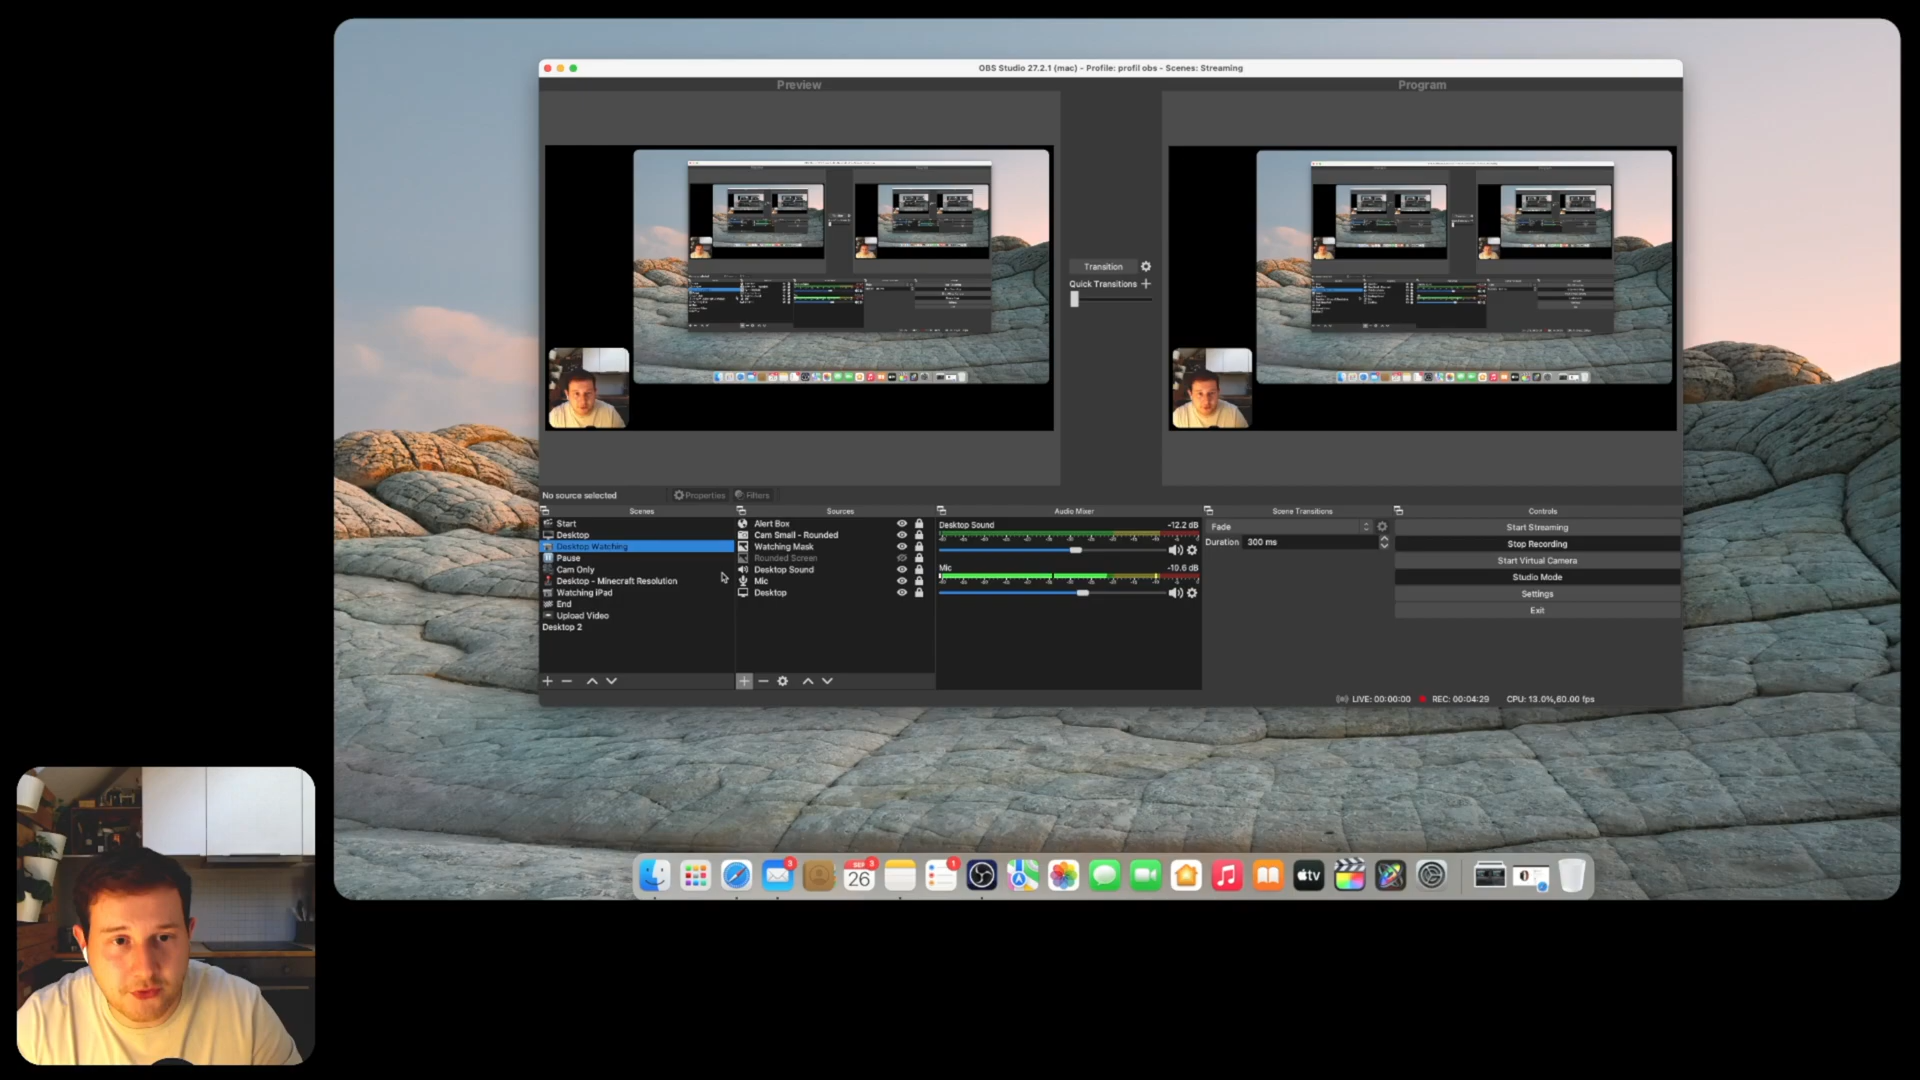 OBS Studio 27.2.1 (mac) - Profile: profil obs - Scenes: Streaming
Preview
Program
Transition
Quick Transitions
No source selected
Properties
Filters
Scenes
Sources
Audio Mixer
Scene Transitions
Controls
Start
Desktop
Desktop Watching
Pause
Cam Only
Desktop - Minecraft Resolution
Watching iPad
End
Upload Video
Desktop 2
Alert Box
Cam Small - Rounded
Watching Mask
Rounded Screen
Desktop Sound
Mic
Desktop
Desktop Sound
-12.2 dB
Mic
-10.6 dB
Fade
Duration
300 ms
Start Streaming
Stop Recording
Start Virtual Camera
Studio Mode
Settings
Exit
LIVE: 00:00:00
REC: 00:04:29
CPU: 13.0%,60.00 fps
3
SEP
3
26
1
tv